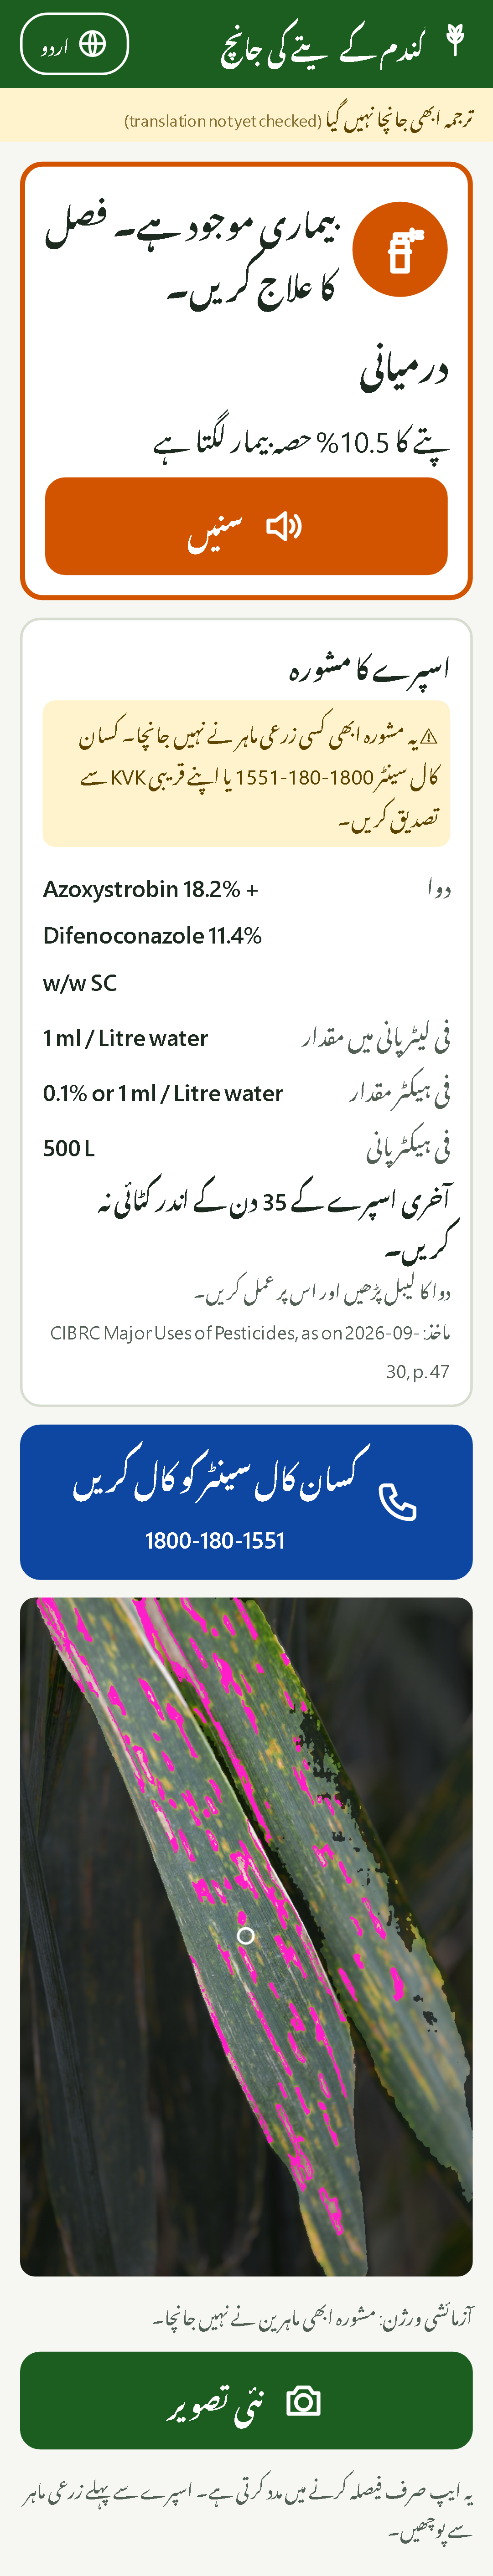 گندم کے پتے کی جانچ
اردو
ترجمہ ابھی جانچا نہیں گیا (translation not yet checked)
بیماری موجود ہے۔ فصل
کا علاج کریں۔
درمیانی
پتے کا 10.5% حصہ بیمار لگتا ہے
سنیں
اسپرے کا مشورہ
⚠ یہ مشورہ ابھی کسی زرعی ماہر نے نہیں جانچا۔ کسان
کال سینٹر 1800-180-1551 یا اپنے قریبی KVK سے
تصدیق کریں۔
دوا
Azoxystrobin 18.2% +
Difenoconazole 11.4%
w/w SC
فی لیٹر پانی میں مقدار
1 ml / Litre water
فی ہیکٹر مقدار
0.1% or 1 ml / Litre water
فی ہیکٹر پانی
500 L
آخری اسپرے کے 35 دن کے اندر کٹائی نہ
کریں۔
دوا کا لیبل پڑھیں اور اس پر عمل کریں۔
ماخذ: CIBRC Major Uses of Pesticides, as on 2026-09-
30, p. 47
کسان کال سینٹر کو کال کریں
1800-180-1551
آزمائشی ورژن: مشورہ ابھی ماہرین نے نہیں جانچا۔
نئی تصویر
یہ ایپ صرف فیصلہ کرنے میں مدد کرتی ہے۔ اسپرے سے پہلے زرعی ماہر
سے پوچھیں۔